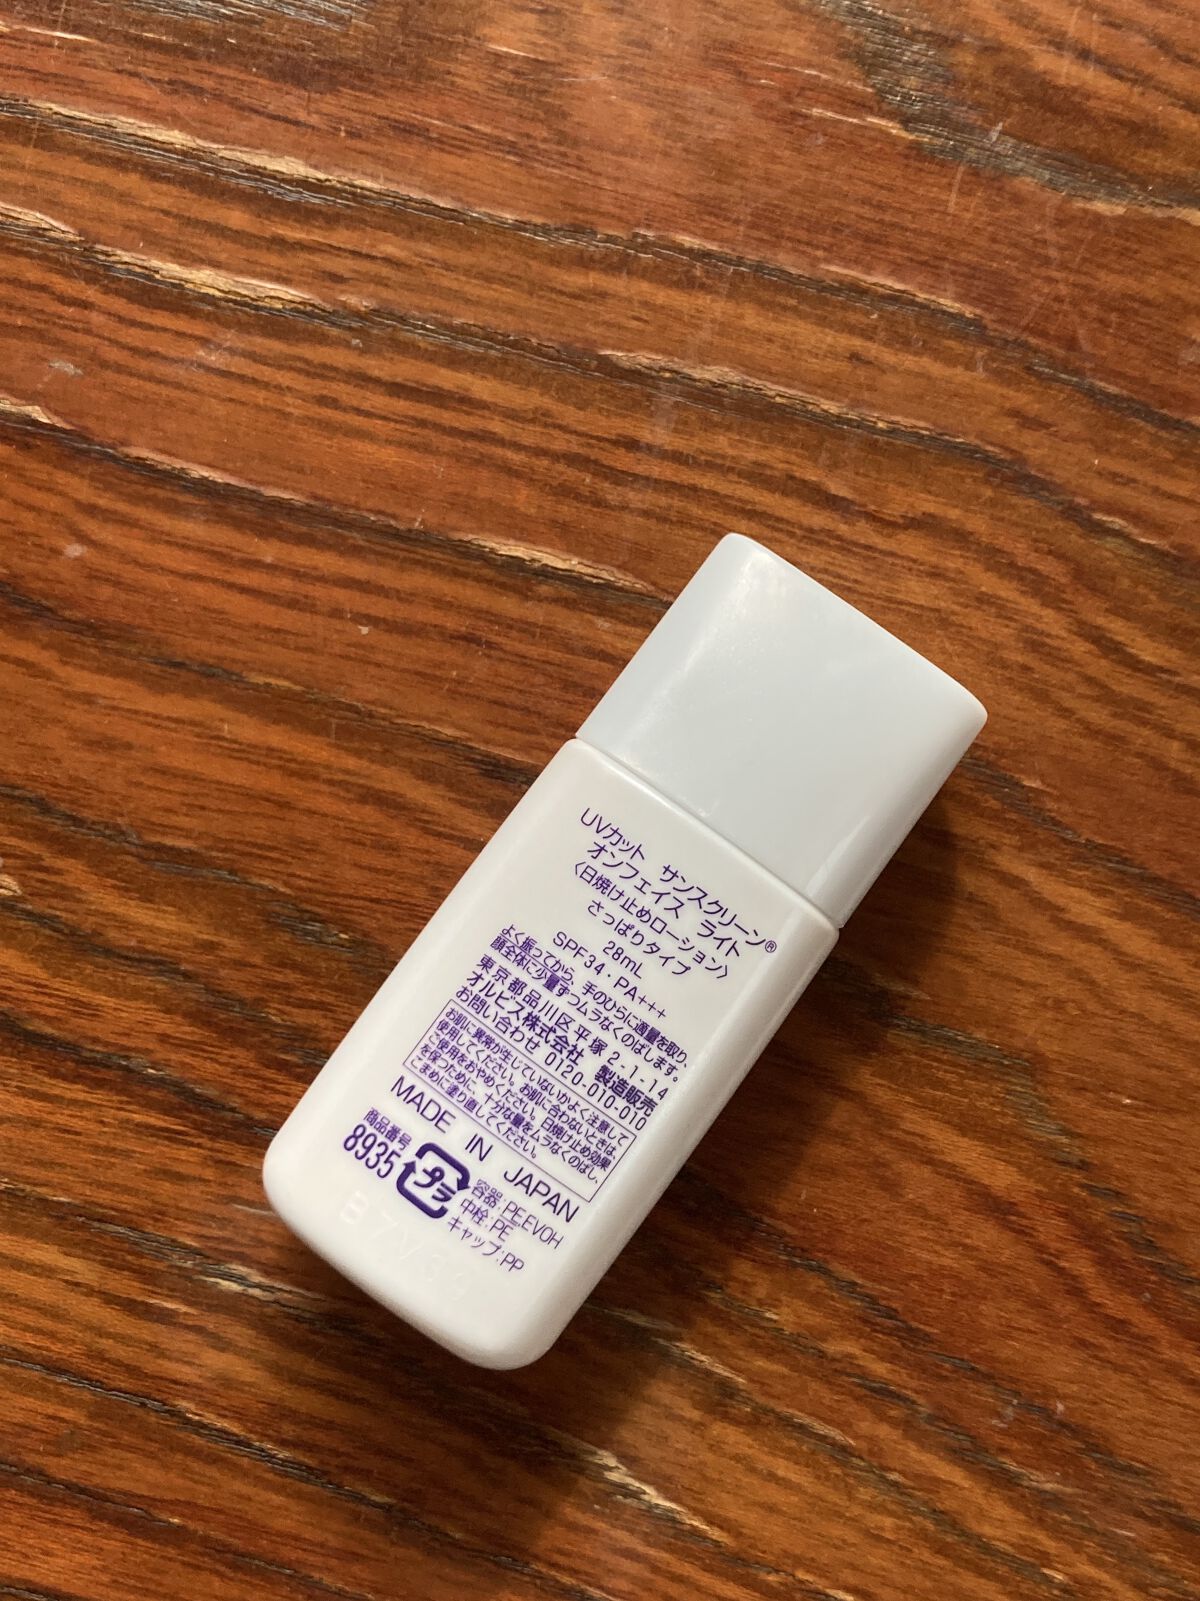 UVカット サンスクリーン®
オンフェイス ライト
〈日焼け止めローション〉
さっぱりタイプ
28mL
SPF34・PA+++
よく振ってから、手のひらに適量を取り、
顔全体に少量ずつムラなくのばします。
東京都品川区平塚2-1-14
オルビス株式会社 製造販売
お問い合わせ 0120-010-010
お肌に異常が生じていないかよく注意して
使用してください。お肌に合わないときは、
ご使用をおやめください。日焼け止め効果
を保つために、十分な量をムラなくのばし、
こまめに塗り直してください。
MADE IN JAPAN
商品番号
8935
プラ
容器:PE,EVOH
中栓:PE
キャップ:PP